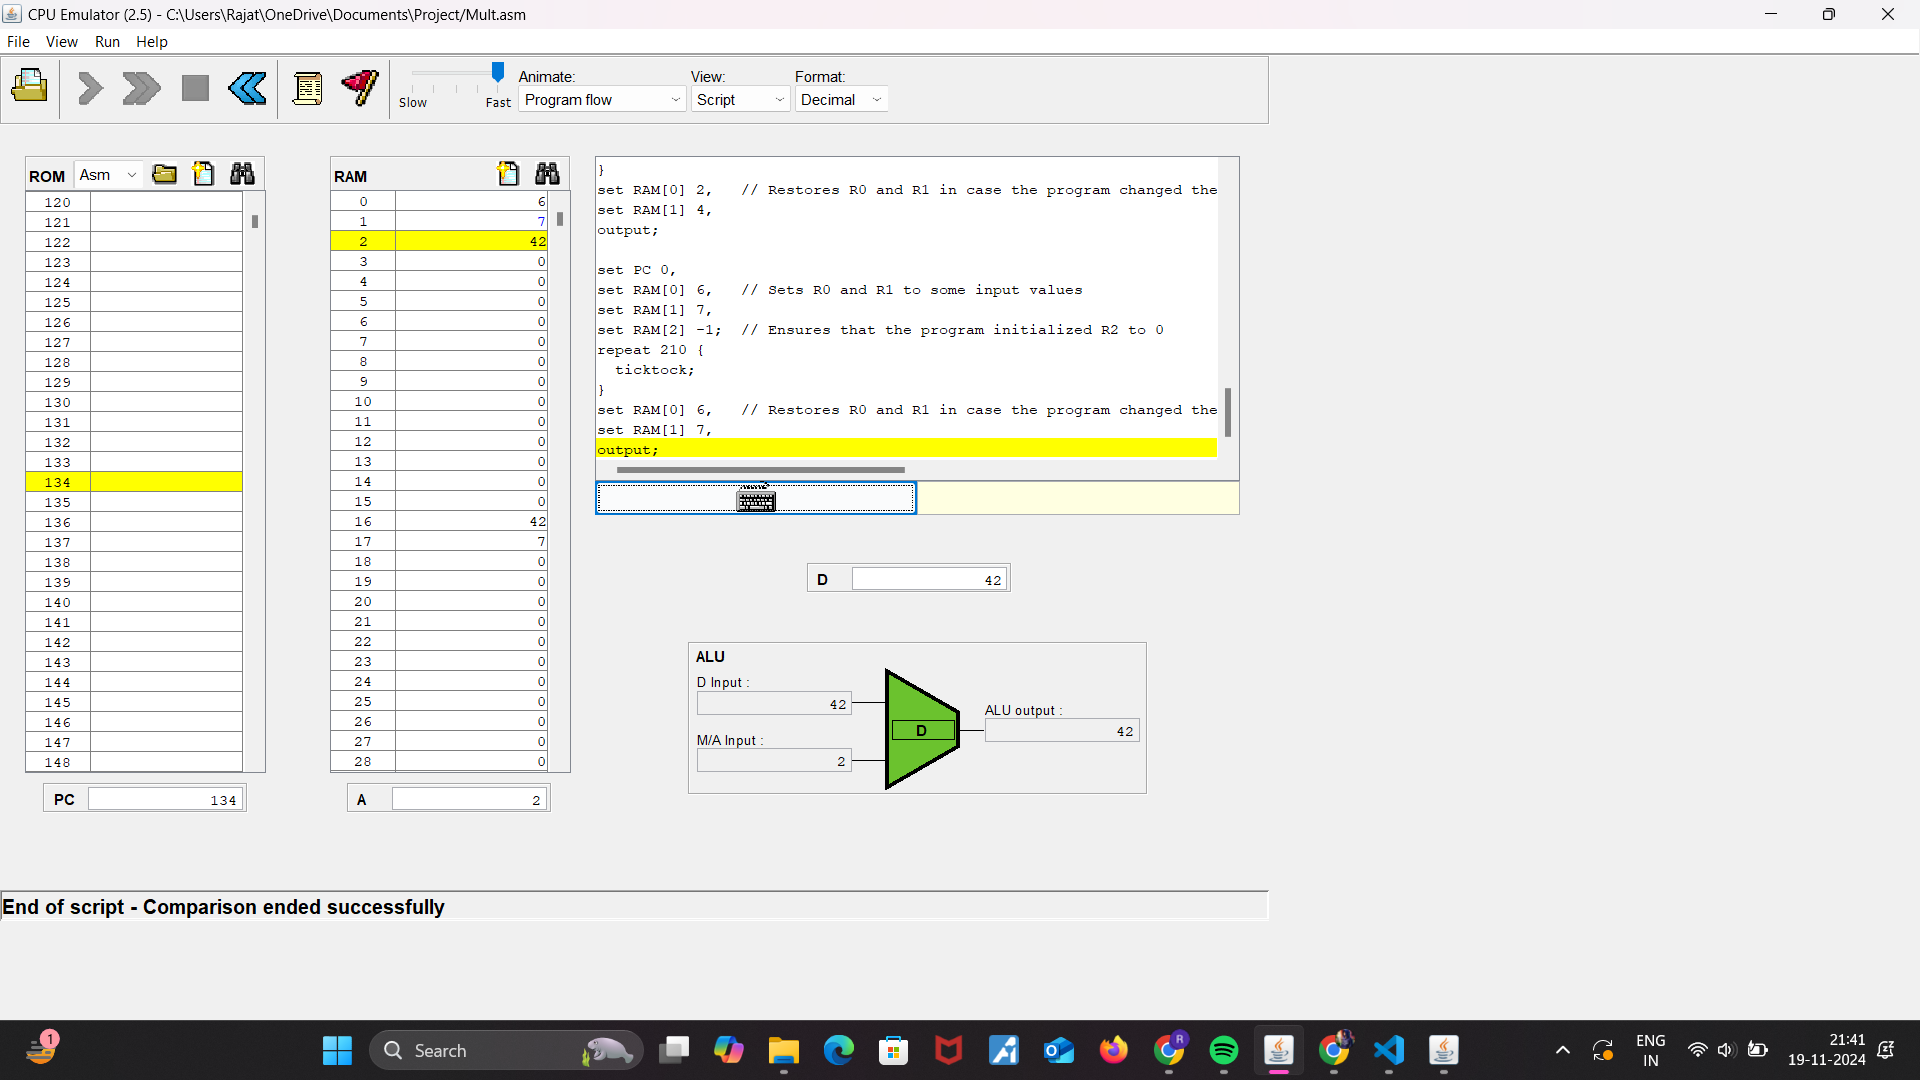 CPU Emulator (2.5) - C:\Users\Rajat\OneDrive\Documents\Project/Mult.asm
File View Run Help
Slow Fast
Animate:
Program flow
View:
Script
Format:
Decimal
ROM Asm
120
121
122
123
124
125
126
127
128
129
130
131
132
133
134
135
136
137
138
139
140
141
142
143
144
145
146
147
148
PC 134
RAM
0 6
1 7
2 42
3 0
4 0
5 0
6 0
7 0
8 0
9 0
10 0
11 0
12 0
13 0
14 0
15 0
16 42
17 7
18 0
19 0
20 0
21 0
22 0
23 0
24 0
25 0
26 0
27 0
28 0
A 2
}
set RAM[0] 2, // Restores R0 and R1 in case the program changed the
set RAM[1] 4,
output;
set PC 0,
set RAM[0] 6, // Sets R0 and R1 to some input values
set RAM[1] 7,
set RAM[2] -1; // Ensures that the program initialized R2 to 0
repeat 210 {
ticktock;
}
set RAM[0] 6, // Restores R0 and R1 in case the program changed the
set RAM[1] 7,
output;
D 42
ALU
D Input :
42
M/A Input :
2
D
ALU output :
42
End of script - Comparison ended successfully
1
Search
R
ENG
IN
21:41
19-11-2024